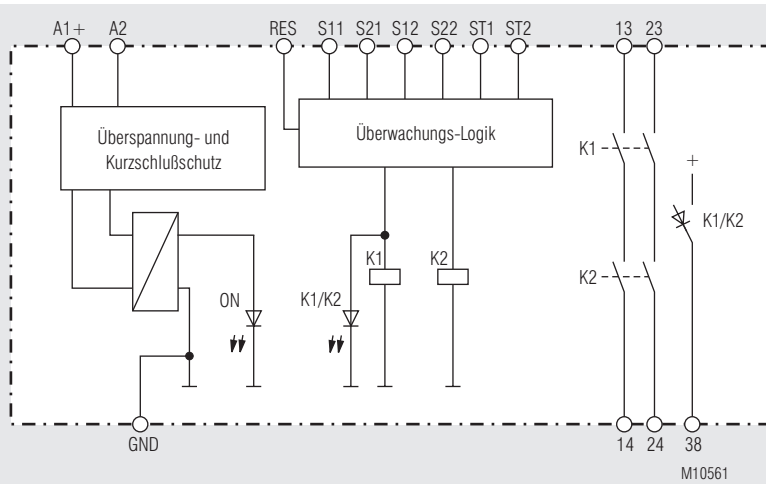 A1+ A2 RES S11 S21 S12 S22 ST1 ST2 13 23
Überspannung- und
Kurzschlußschutz
Überwachungs-Logik
K1
+
K1/K2
K1 K2
K2
ON K1/K2
GND 14 24 38
M10561